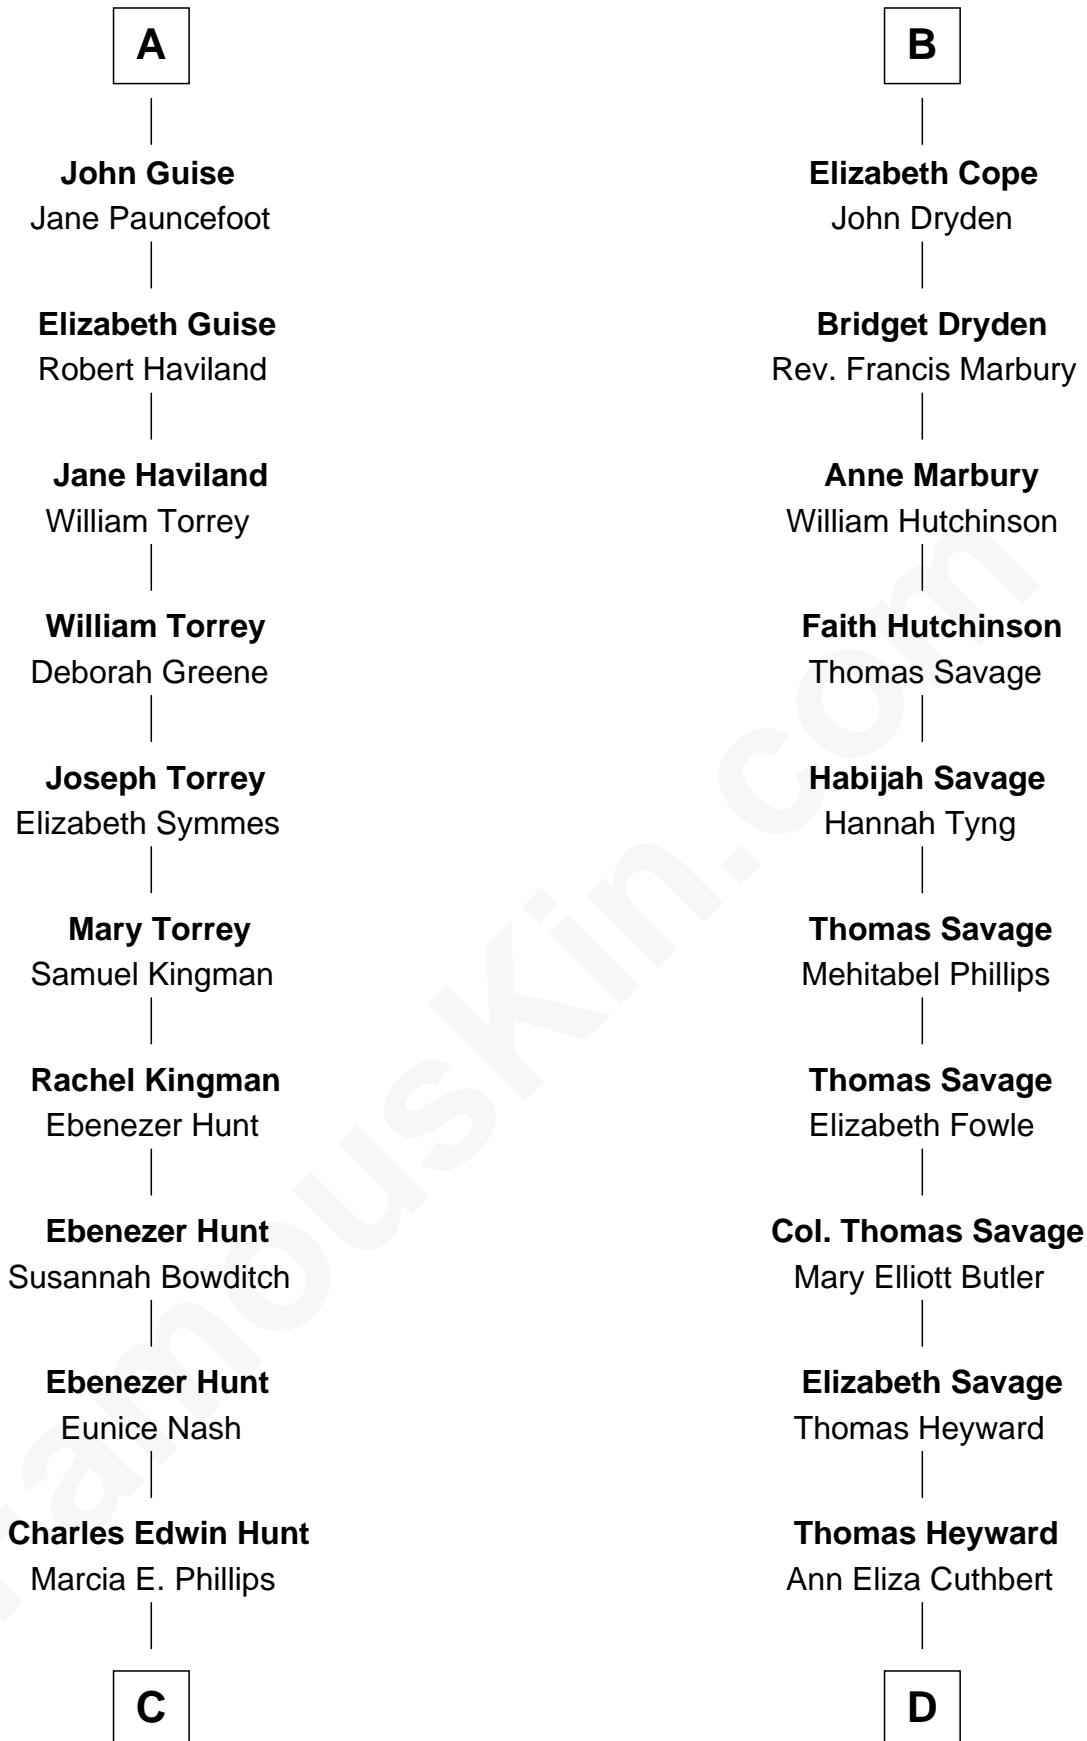 A
John Guise
Jane Pauncefoot
Elizabeth Guise
Robert Haviland
Jane Haviland
William Torrey
William Torrey
Deborah Greene
Joseph Torrey
Elizabeth Symmes
Mary Torrey
Samuel Kingman
Rachel Kingman
Ebenezer Hunt
Ebenezer Hunt
Susannah Bowditch
Ebenezer Hunt
Eunice Nash
Charles Edwin Hunt
Marcia E. Phillips
C
B
Elizabeth Cope
John Dryden
Bridget Dryden
Rev. Francis Marbury
Anne Marbury
William Hutchinson
Faith Hutchinson
Thomas Savage
Habijah Savage
Hannah Tyng
Thomas Savage
Mehitabel Phillips
Thomas Savage
Elizabeth Fowle
Col. Thomas Savage
Mary Elliott Butler
Elizabeth Savage
Thomas Heyward
Thomas Heyward
Ann Eliza Cuthbert
D
FamousKin.com